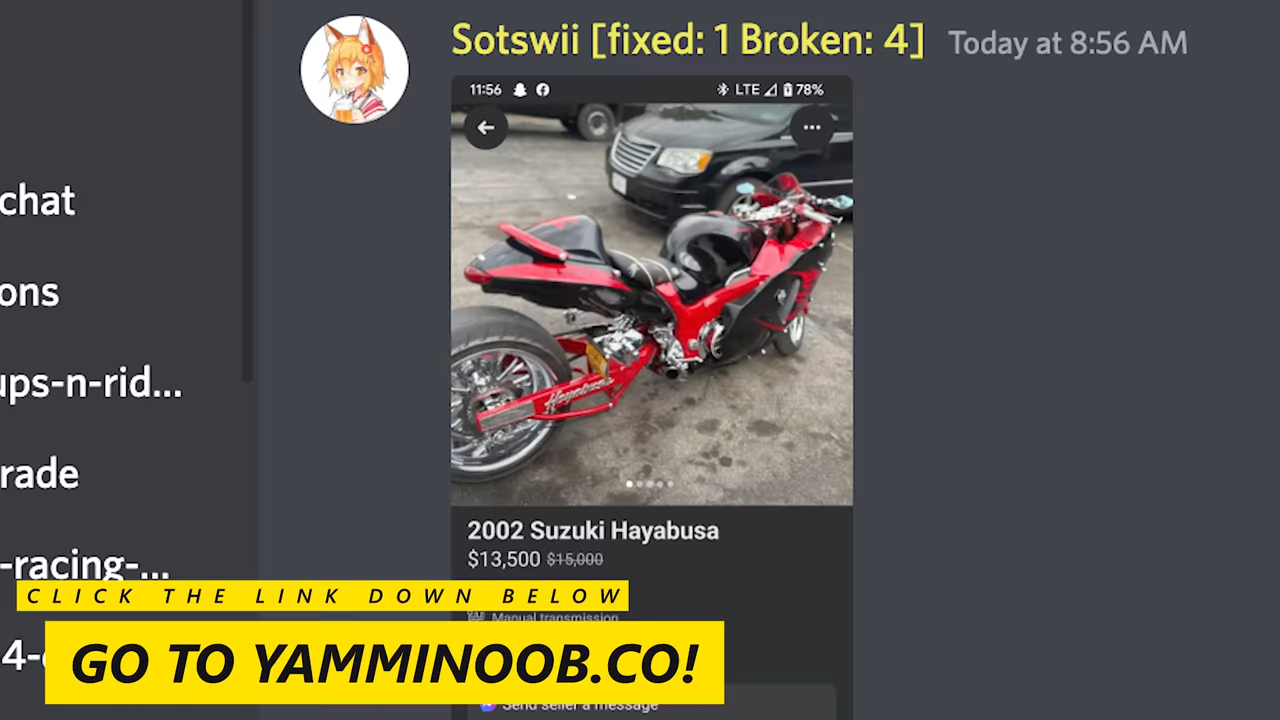 Sotswii [fixed: 1 Broken: 4] Today at 8:56 AM
11:56 LTE 78%
chat
ons
ups-n-rid...
rade
-racing-...
Hayabusa
2002 Suzuki Hayabusa
$13,500 $15,000
CLICK THE LINK DOWN BELOW
Manual transmission
4-
GO TO YAMMINOOB.CO!
Send seller a message